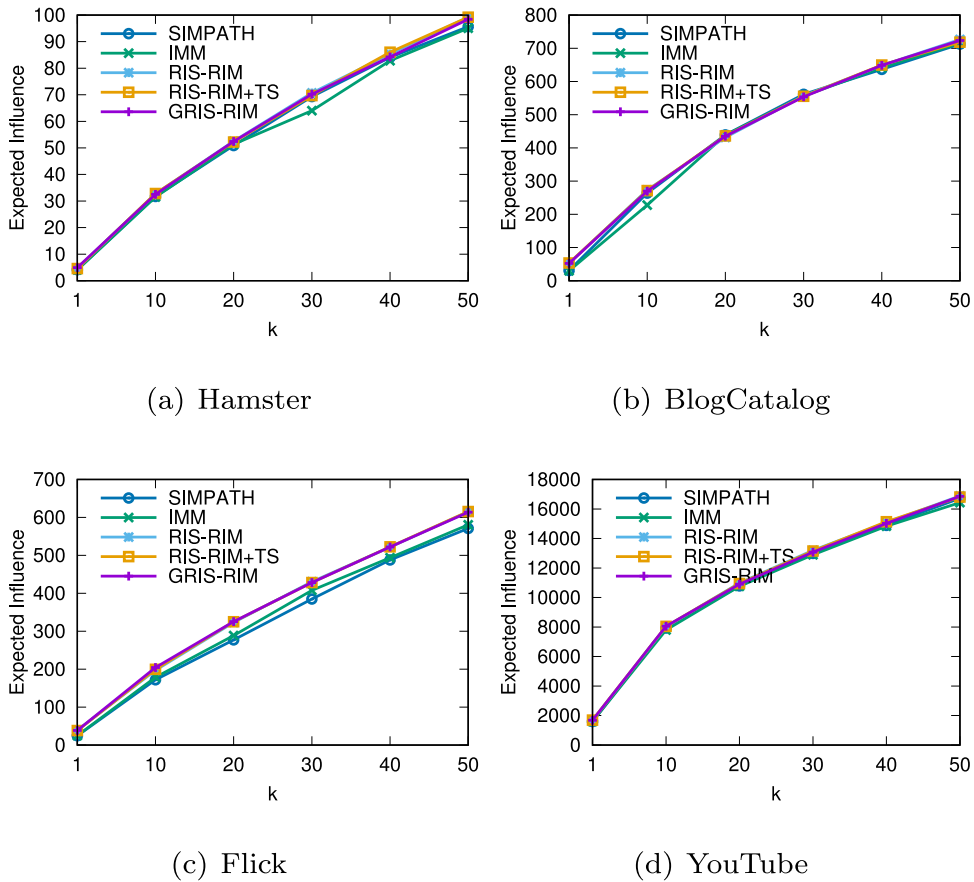 100
90
80
70
60
50
40
30
20
10
0
Expected Influence
SIMPATH
IMM
RIS-RIM
RIS-RIM+TS
GRIS-RIM
1 10 20 30 40 50
k
(a) Hamster
800
700
600
500
400
300
200
100
0
Expected Influence
SIMPATH
IMM
RIS-RIM
RIS-RIM+TS
GRIS-RIM
1 10 20 30 40 50
k
(b) BlogCatalog
700
600
500
400
300
200
100
0
Expected Influence
SIMPATH
IMM
RIS-RIM
RIS-RIM+TS
GRIS-RIM
1 10 20 30 40 50
k
(c) Flick
18000
16000
14000
12000
10000
8000
6000
4000
2000
0
Expected Influence
SIMPATH
IMM
RIS-RIM
RIS-RIM+TS
GRIS-RIM
1 10 20 30 40 50
k
(d) YouTube